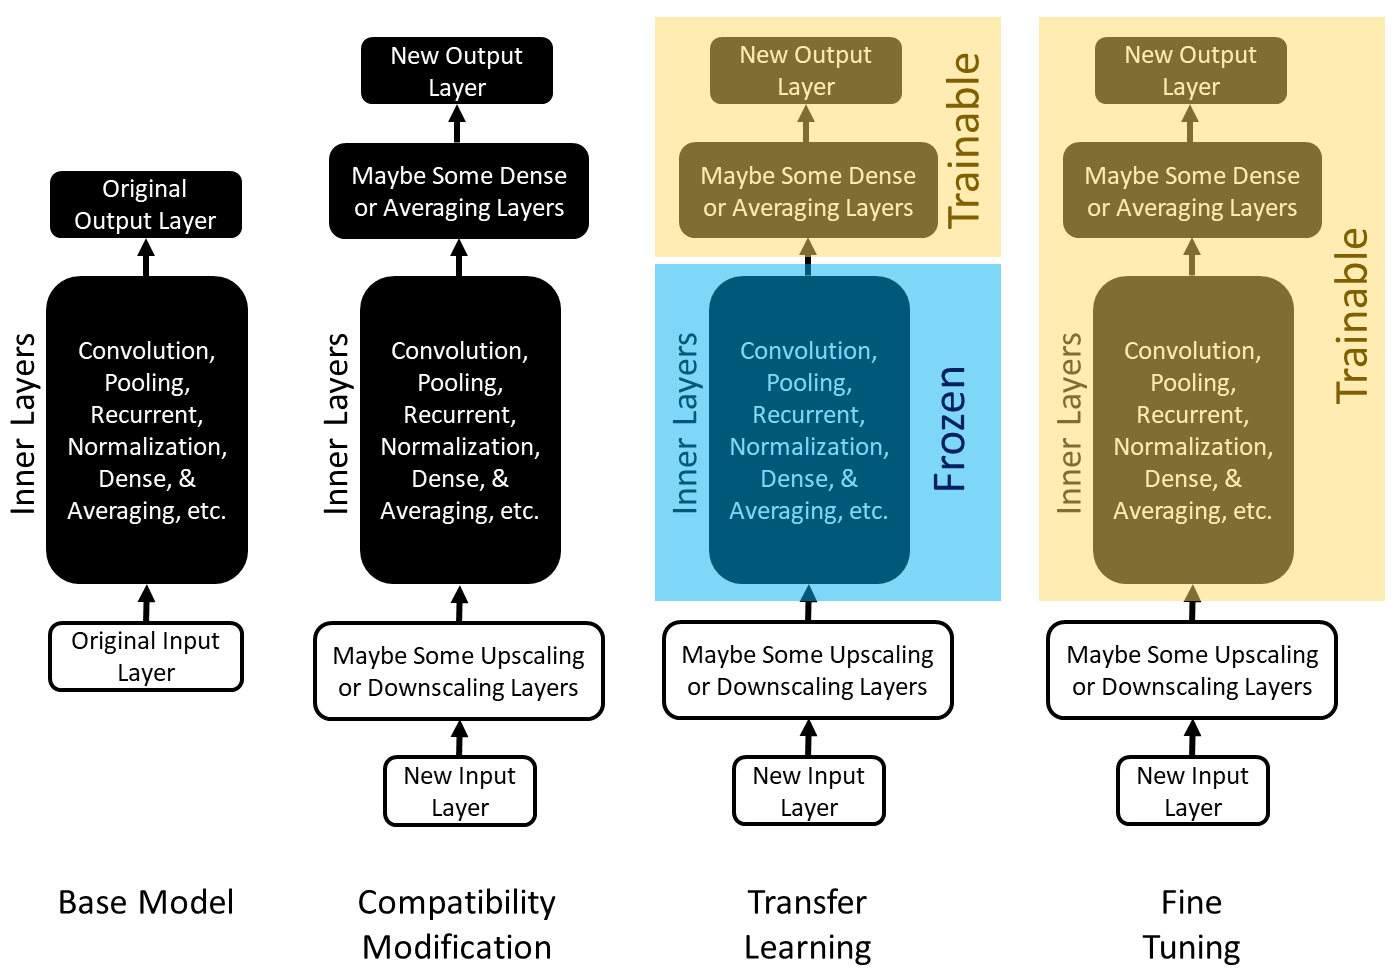 Original
Output Layer
Inner Layers
Convolution,
Pooling,
Recurrent,
Normalization,
Dense, &
Averaging, etc.
Original Input
Layer
Base Model
New Output
Layer
Maybe Some Dense
or Averaging Layers
Inner Layers
Convolution,
Pooling,
Recurrent,
Normalization,
Dense, &
Averaging, etc.
Maybe Some Upscaling
or Downscaling Layers
New Input
Layer
Compatibility
Modification
New Output
Layer
Maybe Some Dense
or Averaging Layers
Trainable
Inner Layers
Convolution,
Pooling,
Recurrent,
Normalization,
Dense, &
Averaging, etc.
Frozen
Maybe Some Upscaling
or Downscaling Layers
New Input
Layer
Transfer
Learning
New Output
Layer
Maybe Some Dense
or Averaging Layers
Trainable
Inner Layers
Convolution,
Pooling,
Recurrent,
Normalization,
Dense, &
Averaging, etc.
Maybe Some Upscaling
or Downscaling Layers
New Input
Layer
Fine
Tuning